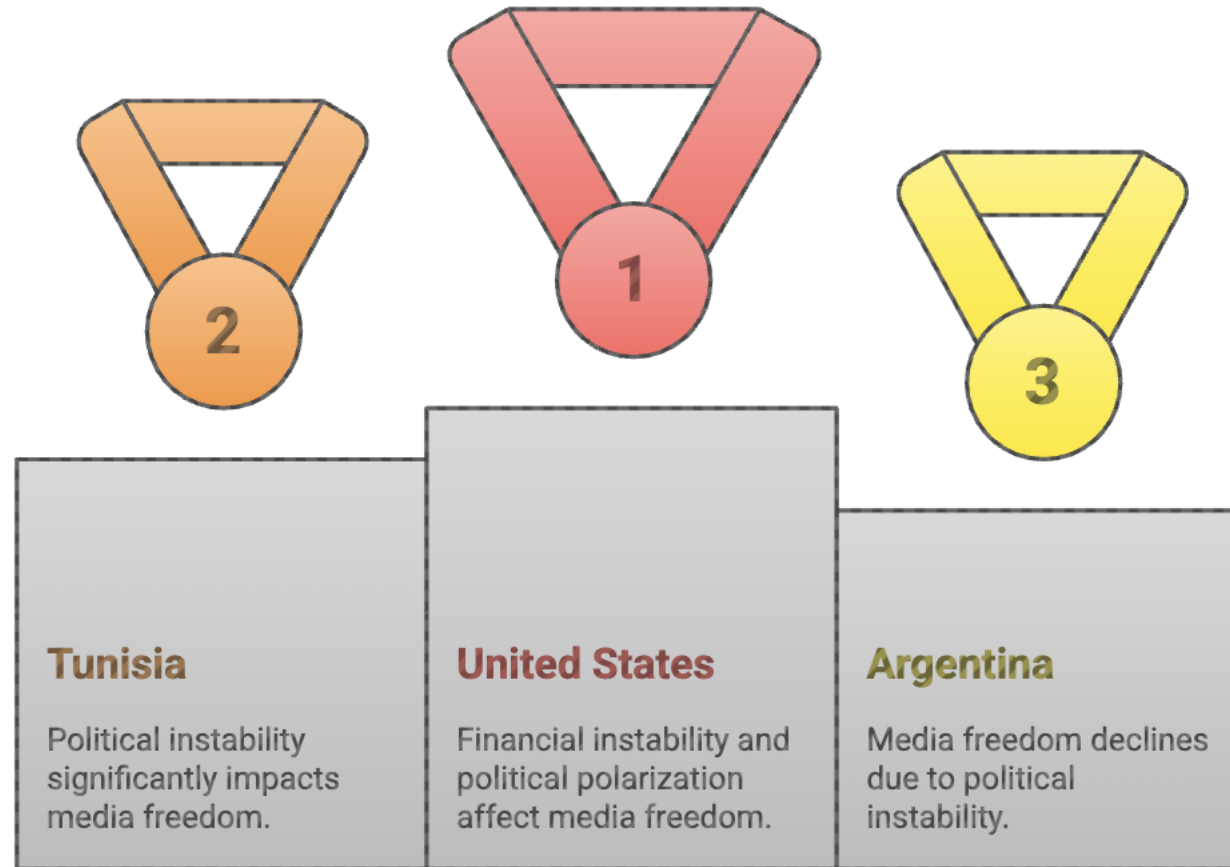 1
2
3
Tunisia
Political instability
significantly impacts
media freedom.
United States
Financial instability and
political polarization
affect media freedom.
Argentina
Media freedom declines
due to political
instability.